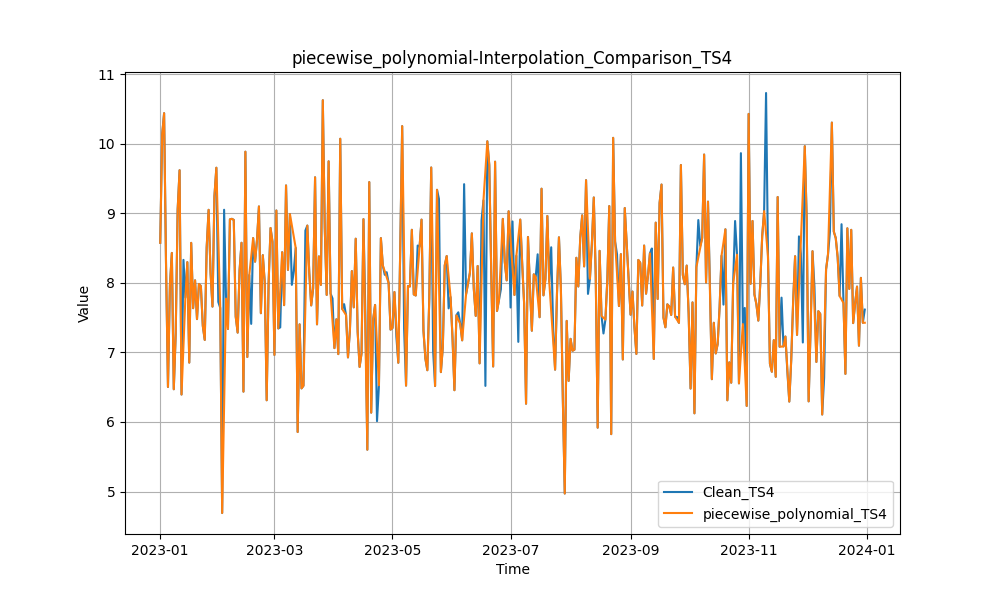 piecewise_polynomial-Interpolation_Comparison_TS4
11
10
9
8
7
6
5
Value
Clean_TS4
piecewise_polynomial_TS4
2023-01 2023-03 2023-05 2023-07 2023-09 2023-11 2024-01
Time